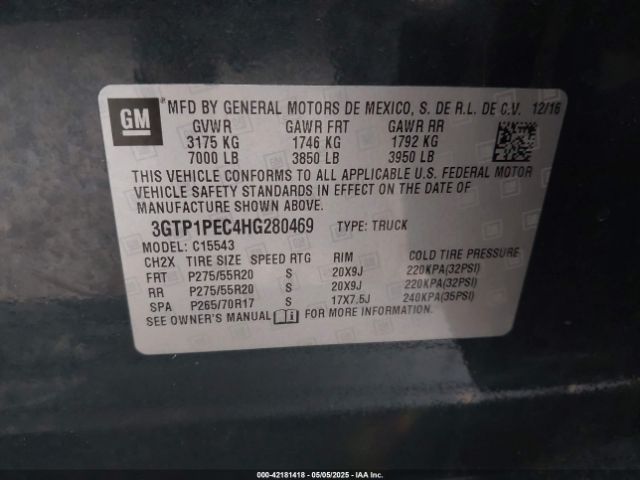 GM
MFD BY GENERAL MOTORS DE MEXICO, S. DE R.L. DE C.V. 12/16
GVWR GAWR FRT GAWR RR
3175 KG 1746 KG 1792 KG
7000 LB 3850 LB 3950 LB
THIS VEHICLE CONFORMS TO ALL APPLICABLE U.S. FEDERAL MOTOR
VEHICLE SAFETY STANDARDS IN EFFECT ON THE DATE OF
MANUFACTURE SHOWN ABOVE.
3GTP1PEC4HG280469 TYPE: TRUCK
MODEL: C15543
CH2X TIRE SIZE SPEED RTG RIM COLD TIRE PRESSURE
FRT P275/55R20 S 20X9J 220KPA(32PSI)
RR P275/55R20 S 20X9J 220KPA(32PSI)
SPA P265/70R17 S 17X7.5J 240KPA(35PSI)
SEE OWNER'S MANUAL FOR MORE INFORMATION.
000-42181418 - 05/05/2025 - IAA, Inc.